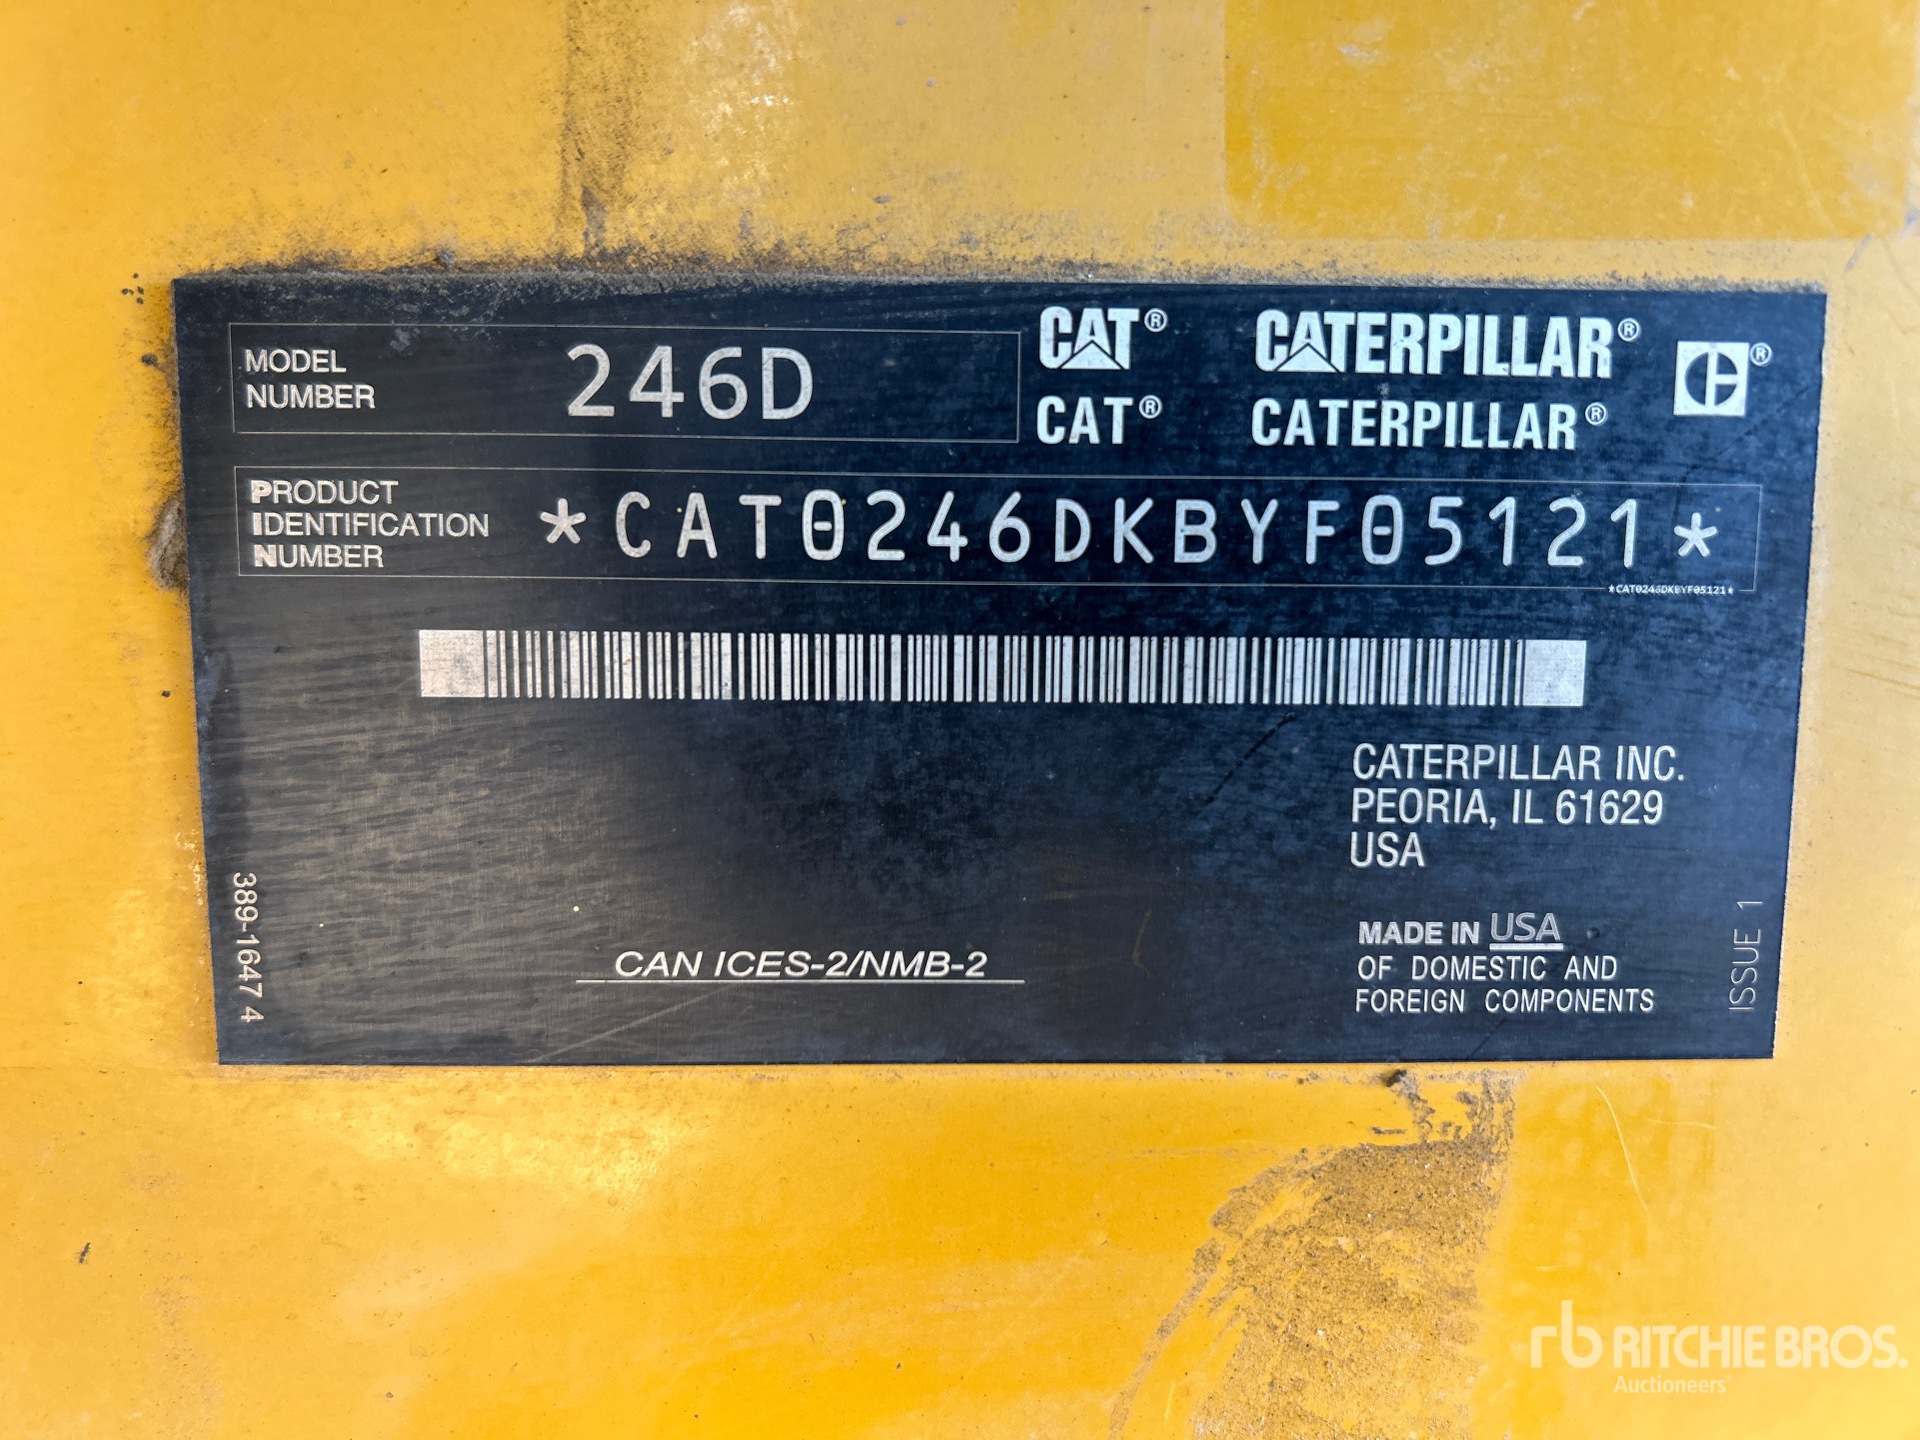 MODEL
NUMBER
246D
CAT® CATERPILLAR®
CAT® CATERPILLAR®
PRODUCT
IDENTIFICATION
NUMBER
*CAT0246DKBYF05121*
*CAT0246DKBYF05121*
CATERPILLAR INC.
PEORIA, IL 61629
USA
MADE IN USA
OF DOMESTIC AND
FOREIGN COMPONENTS
CAN ICES-2/NMB-2
389-1647 4
ISSUE 1
rb RITCHIE BROS.
Auctioneers